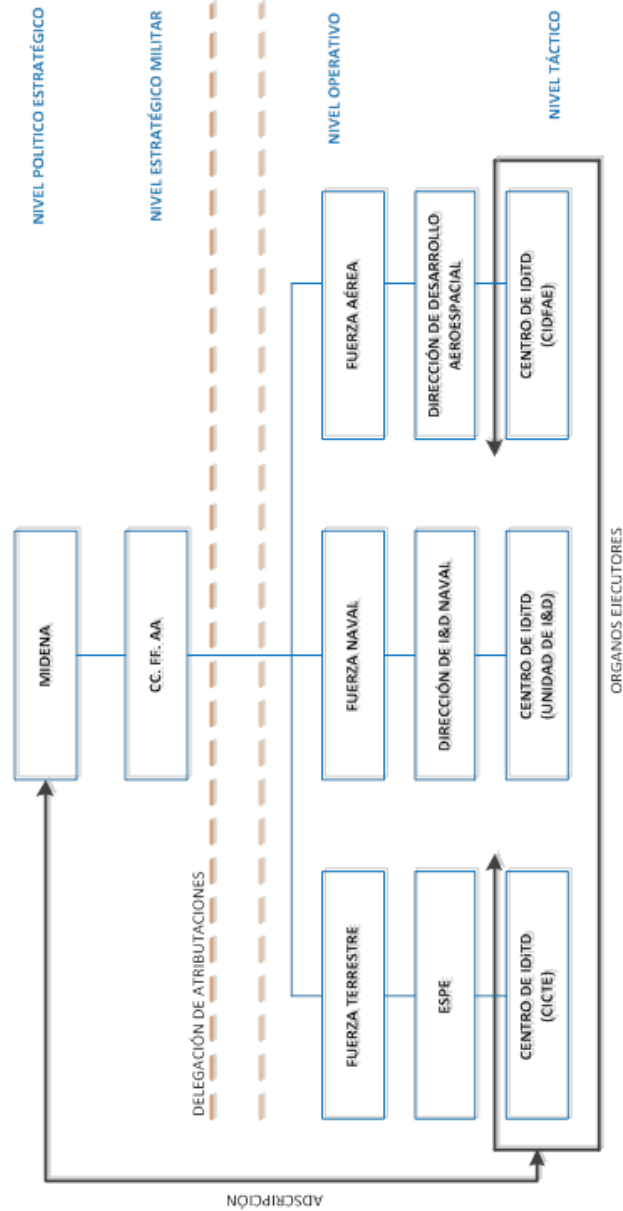 NIVEL POLITICO ESTRATÉGICO
MIDENA
NIVEL ESTRATÉGICO MILITAR
CC. FF. AA.
DELEGACIÓN DE ATRIBUTACIONES
NIVEL OPERATIVO
FUERZA TERRESTRE
FUERZA NAVAL
FUERZA AÉREA
ESPE
DIRECCIÓN DE I&D NAVAL
DIRECCIÓN DE DESARROLLO
AEROESPACIAL
NIVEL TÁCTICO
CENTRO DE IDiTD
(CICTE)
CENTRO DE IDiTD
(UNIDAD DE I&D)
CENTRO DE IDiTD
(CIDFAE)
ORGANOS EJECUTORES
ADSCRIPCIÓN